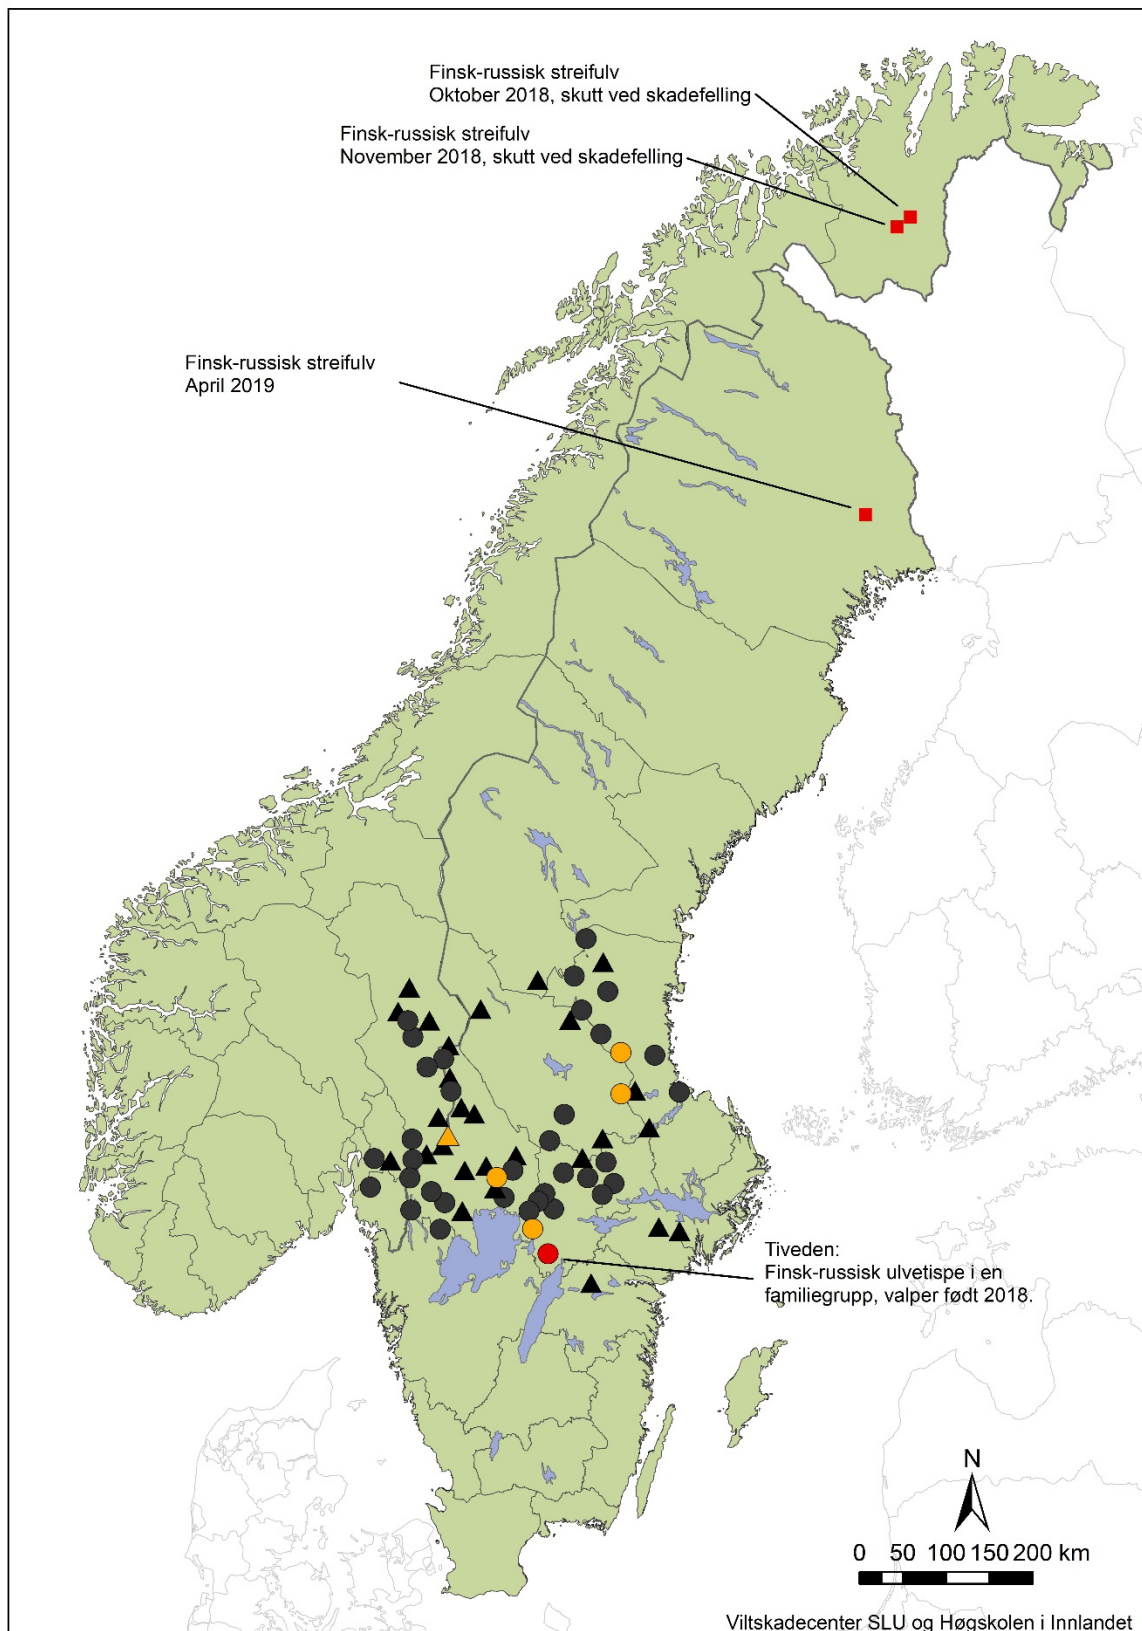 Finsk-russisk streifulv
Oktober 2018, skutt ved skadefelling
Finsk-russisk streifulv
November 2018, skutt ved skadefelling
Finsk-russisk streifulv
April 2019
Tiveden:
Finsk-russisk ulvetispe i en
familiegrupp, valper født 2018.
N
0 50 100 150 200 km
Viltskadecenter SLU og Høgskolen i Innlandet